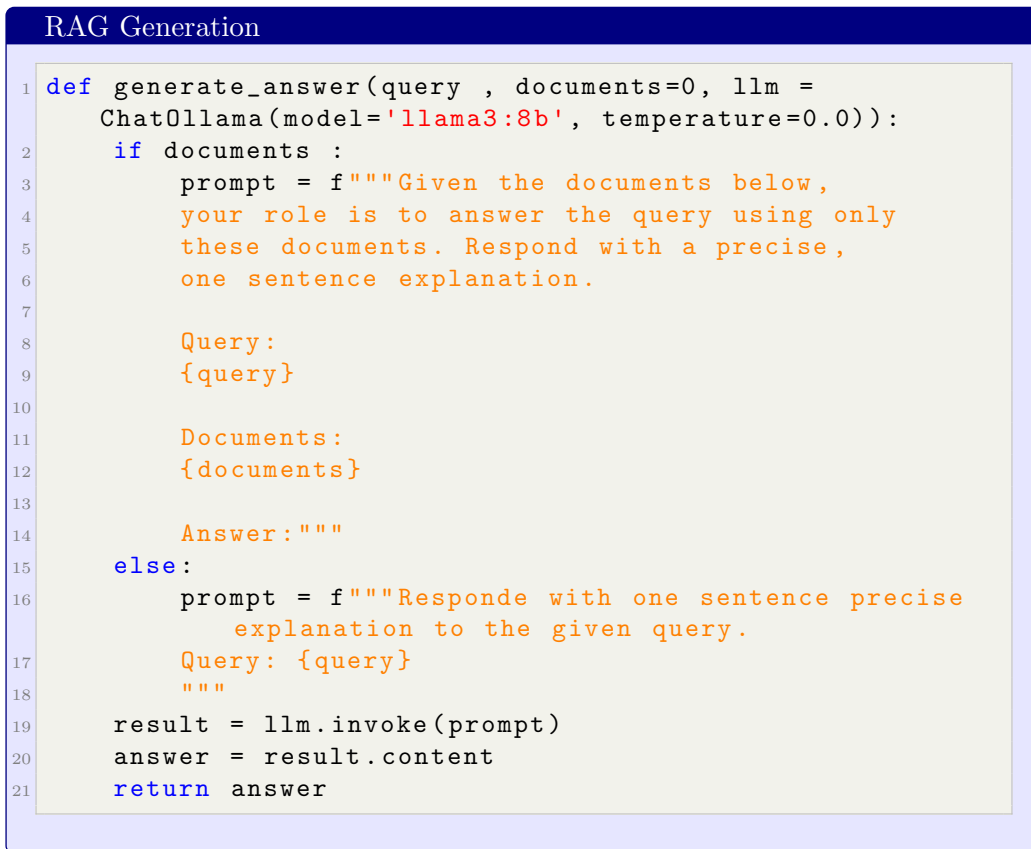 RAG Generation
1 def generate_answer(query , documents=0, llm =
ChatOllama(model='llama3:8b', temperature=0.0)):
2 if documents :
3 prompt = f"""Given the documents below,
4 your role is to answer the query using only
5 these documents. Respond with a precise,
6 one sentence explanation.
7
8 Query:
9 {query}
10
11 Documents:
12 {documents}
13
14 Answer:"""
15 else:
16 prompt = f"""Responde with one sentence precise
explanation to the given query.
17 Query: {query}
18 """
19 result = llm.invoke(prompt)
20 answer = result.content
21 return answer